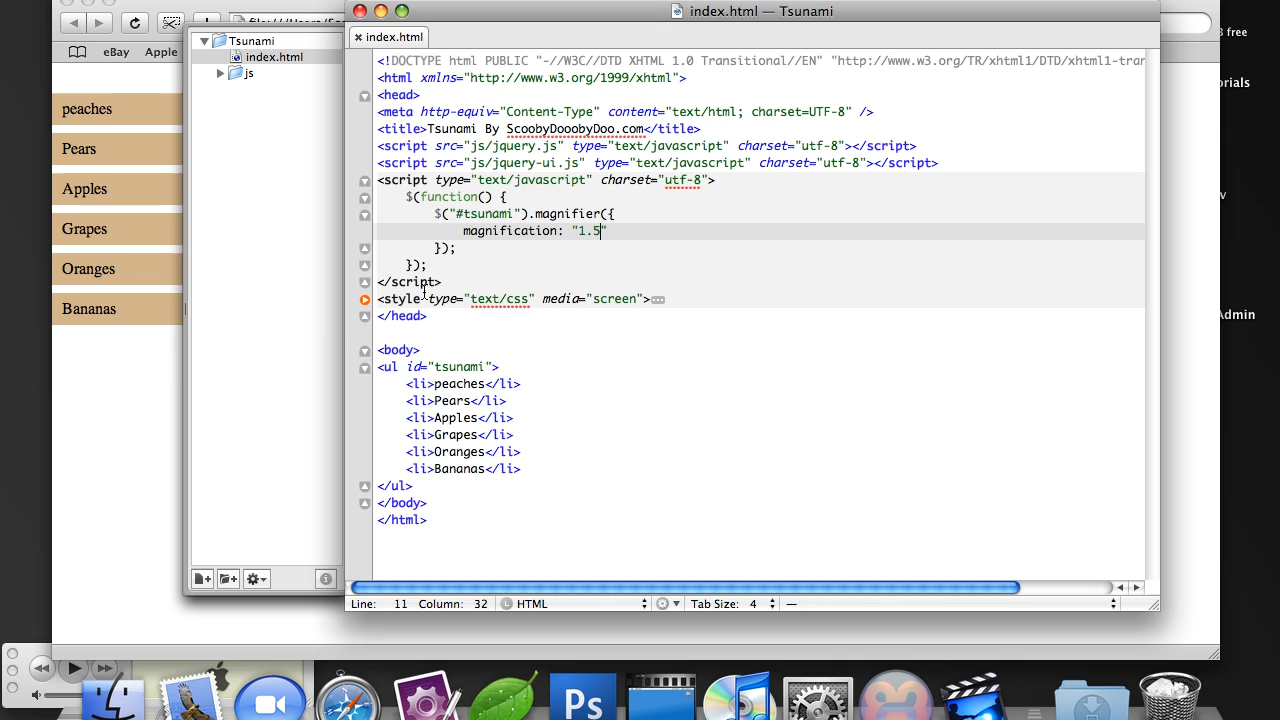 index.html — Tsunami
file:///Users/Sc
eBay
Apple
peaches
Pears
Apples
Grapes
Oranges
Bananas
Tsunami
index.html
js
index.html
<!DOCTYPE html PUBLIC "-//W3C//DTD XHTML 1.0 Transitional//EN" "http://www.w3.org/TR/xhtml1/DTD/xhtml1-tran
<html xmlns="http://www.w3.org/1999/xhtml">
<head>
<meta http-equiv="Content-Type" content="text/html; charset=UTF-8" />
<title>Tsunami By ScoobyDooobyDoo.com</title>
<script src="js/jquery.js" type="text/javascript" charset="utf-8"></script>
<script src="js/jquery-ui.js" type="text/javascript" charset="utf-8"></script>
<script type="text/javascript" charset="utf-8">
$(function() {
$("#tsunami").magnifier({
magnification: "1.5"
});
});
</script>
<style type="text/css" media="screen">
</head>
<body>
<ul id="tsunami">
<li>peaches</li>
<li>Pears</li>
<li>Apples</li>
<li>Grapes</li>
<li>Oranges</li>
<li>Bananas</li>
</ul>
</body>
</html>
Line: 11 Column: 32 HTML Tab Size: 4 —
free
orials
v
Admin
Ps